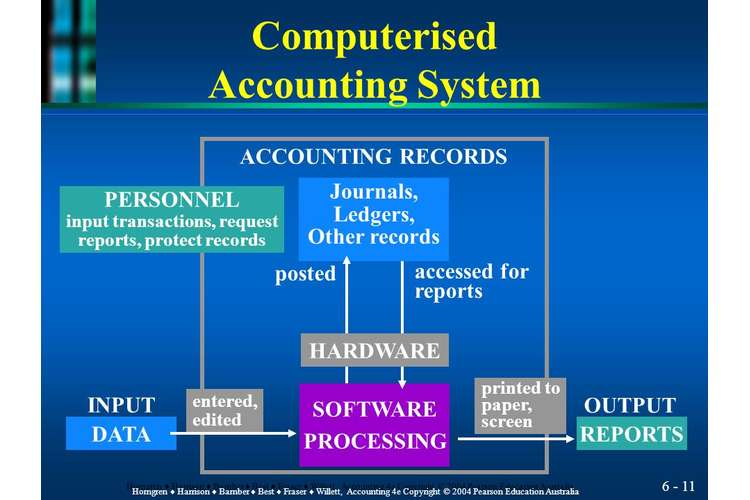 Computerised
Accounting System
ACCOUNTING RECORDS
PERSONNEL
input transactions, request
reports, protect records
Journals,
Ledgers,
Other records
posted
accessed for
reports
HARDWARE
INPUT
DATA
entered,
edited
SOFTWARE
PROCESSING
printed to
paper,
screen
OUTPUT
REPORTS
Horngren ♦ Harrison ♦ Bamber ♦ Best ♦ Fraser ♦ Willett, Accounting 4e Copyright © 2004 Pearson Education Australia
6 - 11